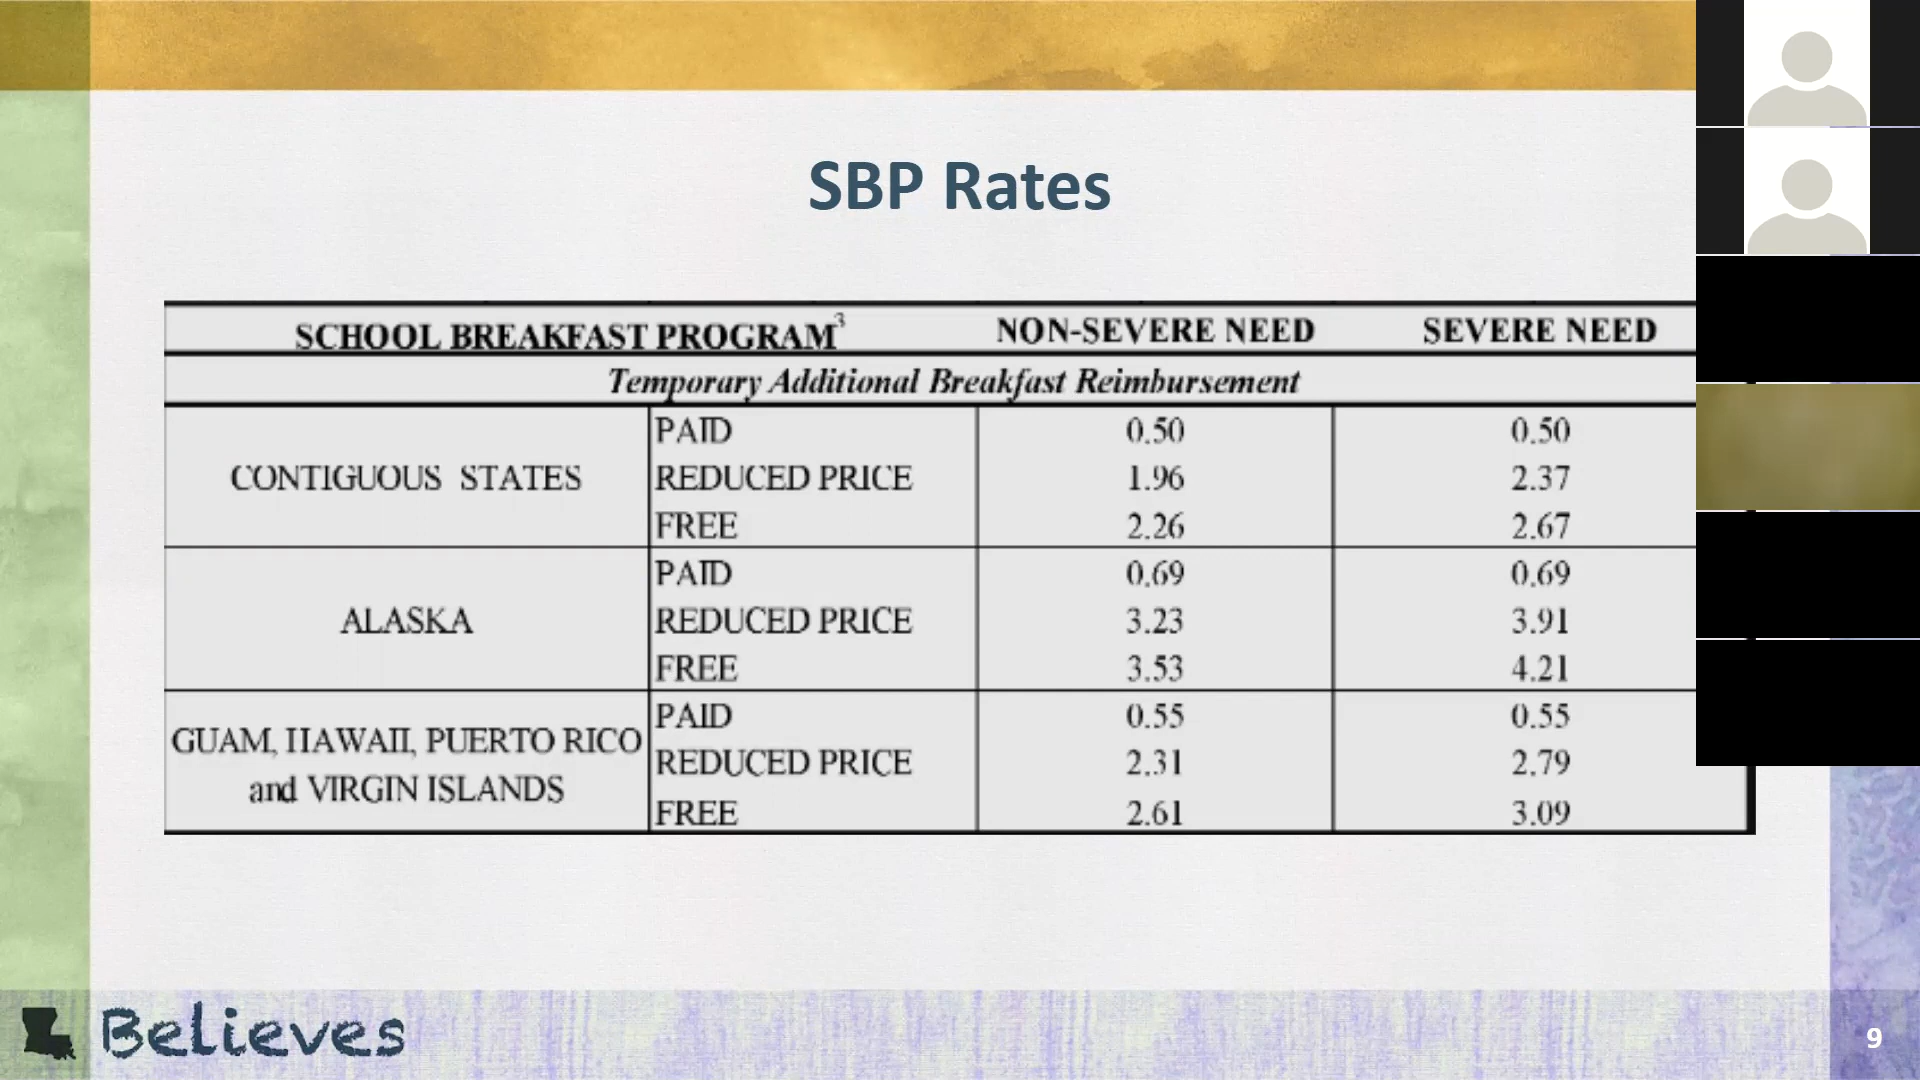 SBP Rates
SCHOOL BREAKFAST PROGRAM3 NON-SEVERE NEED SEVERE NEED
Temporary Additional Breakfast Reimbursement
CONTIGUOUS STATES
PAID 0.50 0.50
REDUCED PRICE 1.96 2.37
FREE 2.26 2.67
ALASKA
PAID 0.69 0.69
REDUCED PRICE 3.23 3.91
FREE 3.53 4.21
GUAM, HAWAII, PUERTO RICO
and VIRGIN ISLANDS
PAID 0.55 0.55
REDUCED PRICE 2.31 2.79
FREE 2.61 3.09
Believes
9